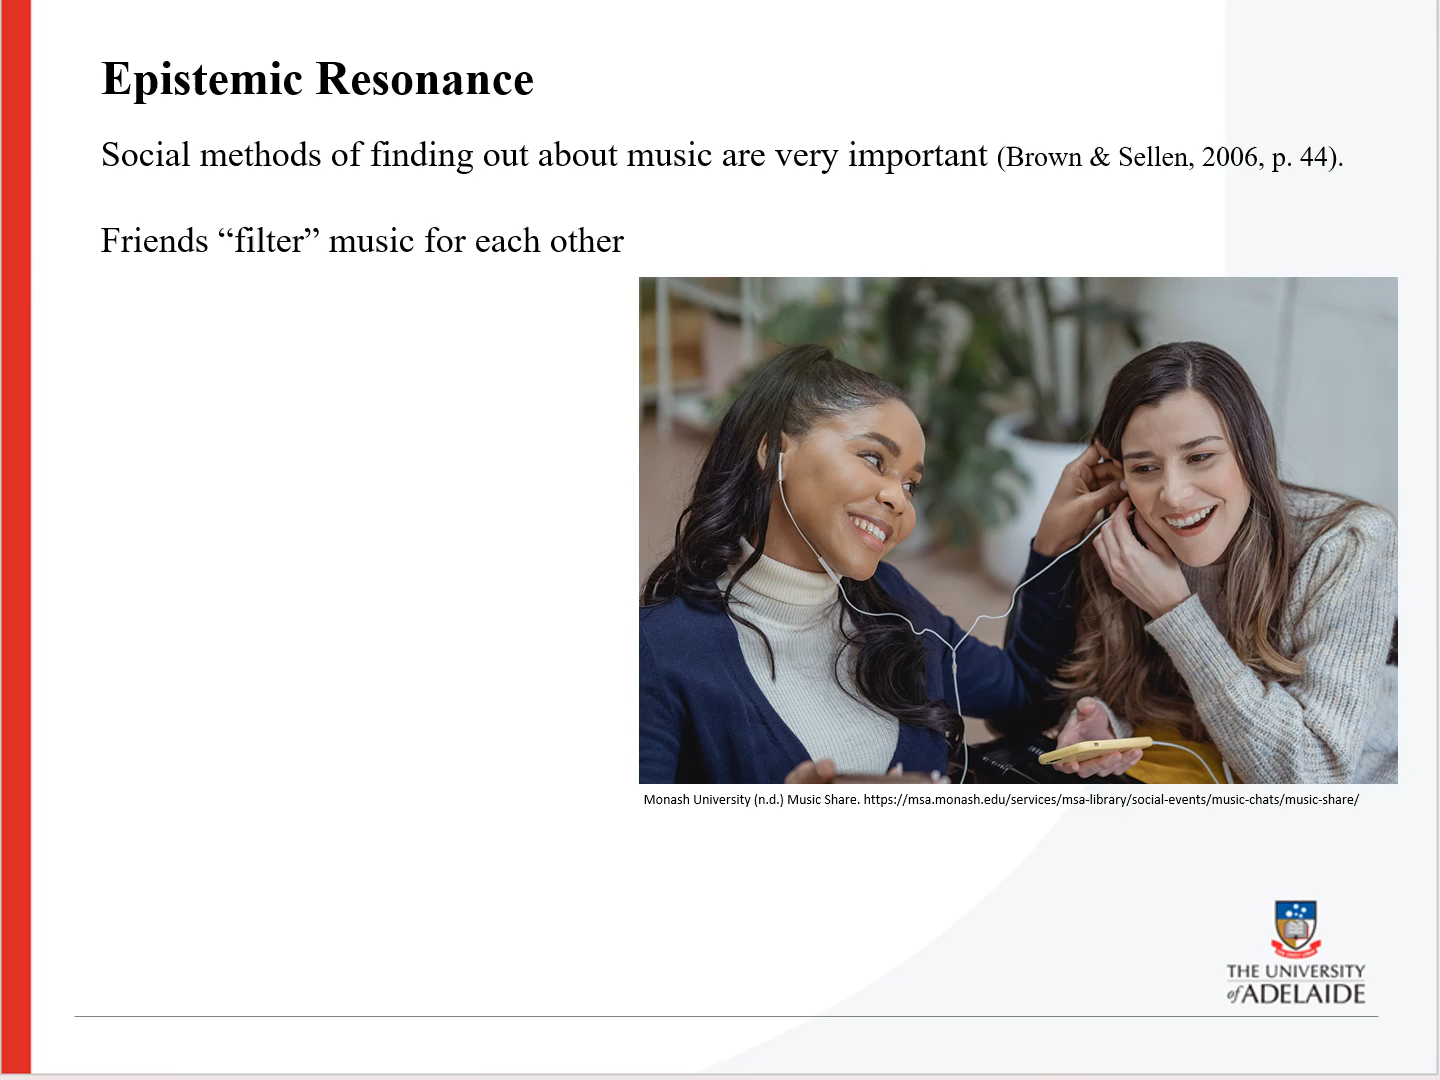 Epistemic Resonance
Social methods of finding out about music are very important (Brown & Sellen, 2006, p. 44).
Friends “filter” music for each other
Monash University (n.d.) Music Share. https://msa.monash.edu/services/msa-library/social-events/music-chats/music-share/
THE UNIVERSITY
of ADELAIDE